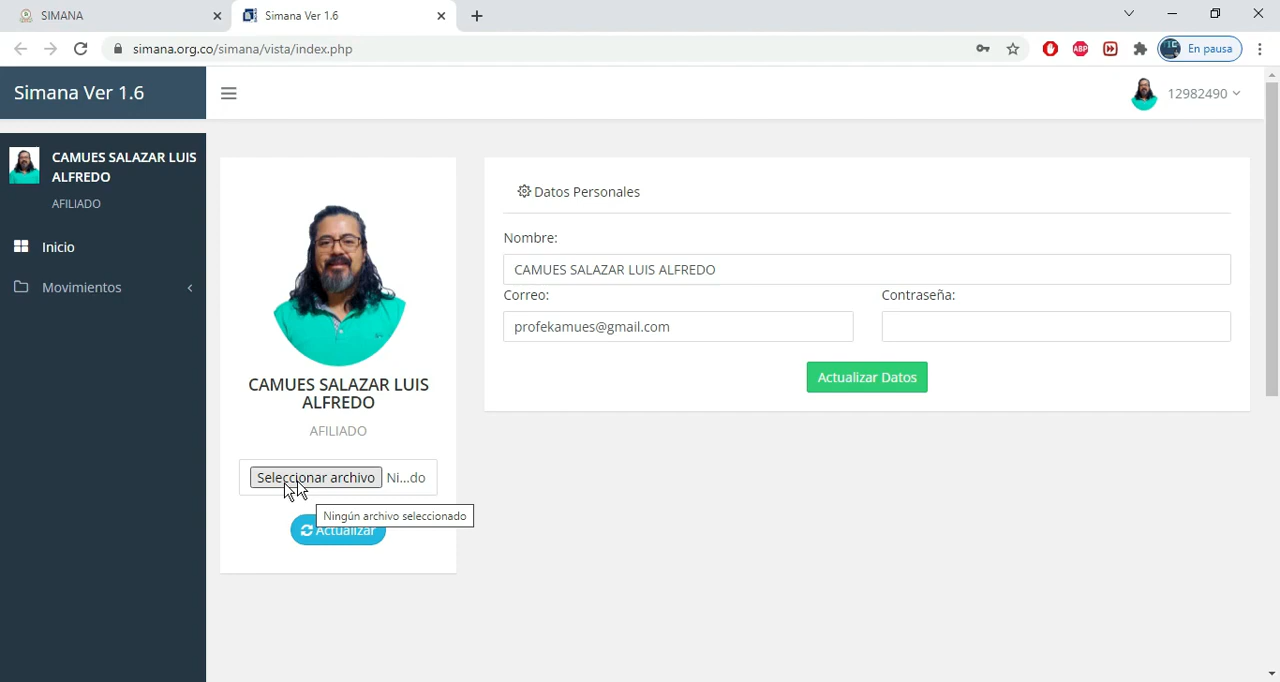 SIMANA
Simana Ver 1.6
simana.org.co/simana/vista/index.php
ABP
En pausa
Simana Ver 1.6
12982490
CAMUES SALAZAR LUIS
ALFREDO
AFILIADO
Inicio
Movimientos
CAMUES SALAZAR LUIS
ALFREDO
AFILIADO
Seleccionar archivo Ni...do
Ningún archivo seleccionado
Actualizar
Datos Personales
Nombre:
CAMUES SALAZAR LUIS ALFREDO
Correo:
Contraseña:
profekamues@gmail.com
Actualizar Datos